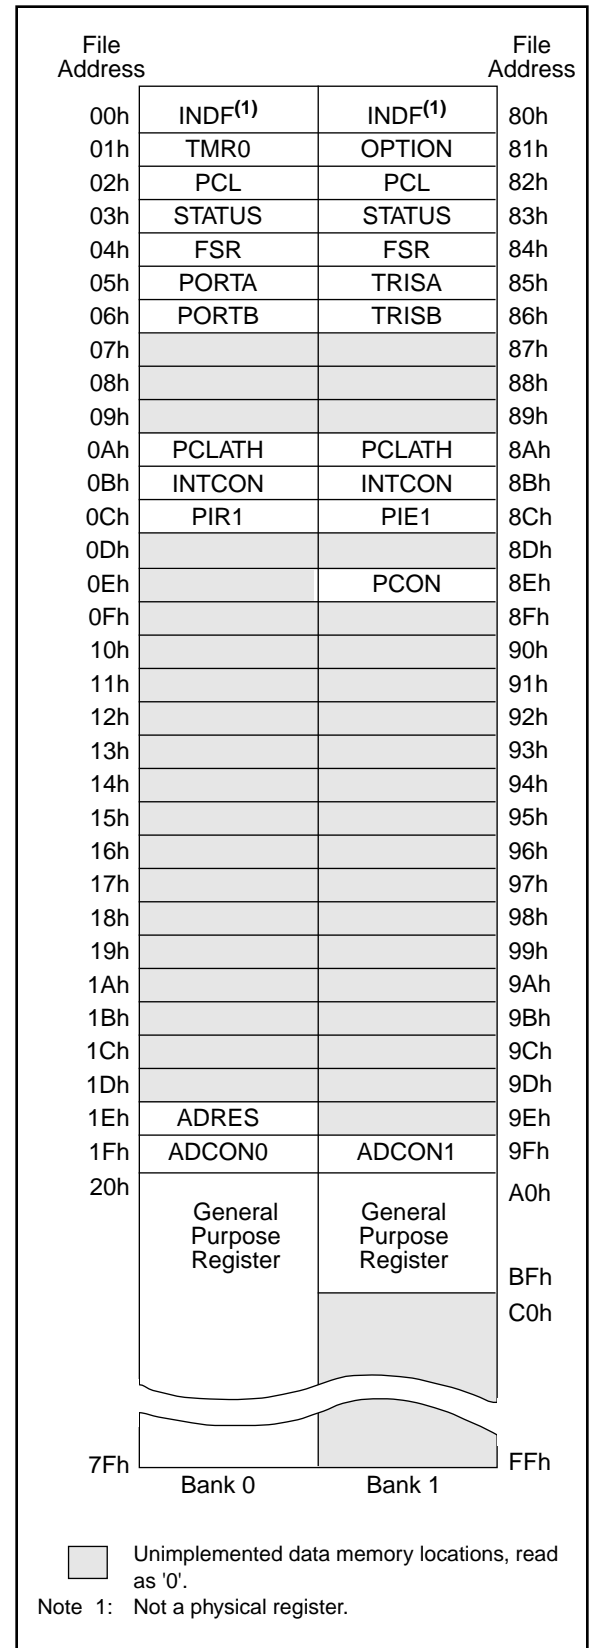 File Address File Address
00h INDF(1) INDF(1) 80h
01h TMR0 OPTION 81h
02h PCL PCL 82h
03h STATUS STATUS 83h
04h FSR FSR 84h
05h PORTA TRISA 85h
06h PORTB TRISB 86h
07h 87h
08h 88h
09h 89h
0Ah PCLATH PCLATH 8Ah
0Bh INTCON INTCON 8Bh
0Ch PIR1 PIE1 8Ch
0Dh 8Dh
0Eh PCON 8Eh
0Fh 8Fh
10h 90h
11h 91h
12h 92h
13h 93h
14h 94h
15h 95h
16h 96h
17h 97h
18h 98h
19h 99h
1Ah 9Ah
1Bh 9Bh
1Ch 9Ch
1Dh 9Dh
1Eh ADRES 9Eh
1Fh ADCON0 ADCON1 9Fh
20h A0h
General General
Purpose Purpose
Register Register
BFh
C0h
7Fh FFh
Bank 0 Bank 1
Unimplemented data memory locations, read
as '0'.
Note 1: Not a physical register.